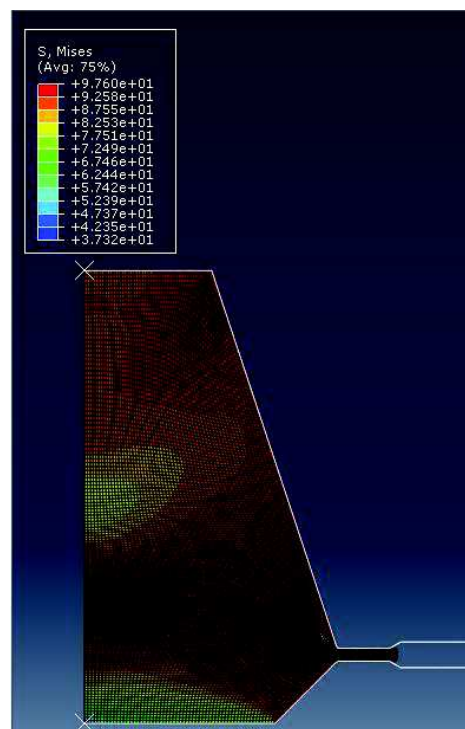 S, Mises
(Avg: 75%)
+9.760e+01
+9.258e+01
+8.755e+01
+8.253e+01
+7.751e+01
+7.249e+01
+6.746e+01
+6.244e+01
+5.742e+01
+5.239e+01
+4.737e+01
+4.235e+01
+3.732e+01